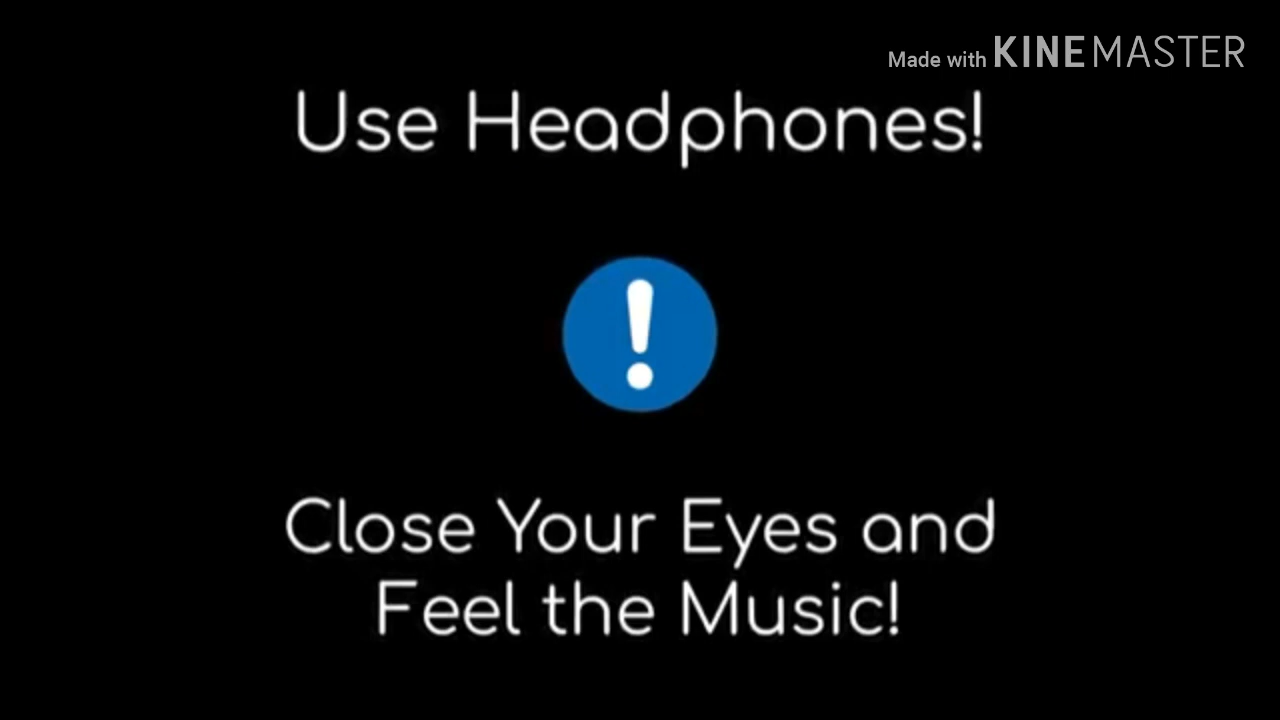 Made with KINEMASTER
Use Headphones!
Close Your Eyes and
Feel the Music!